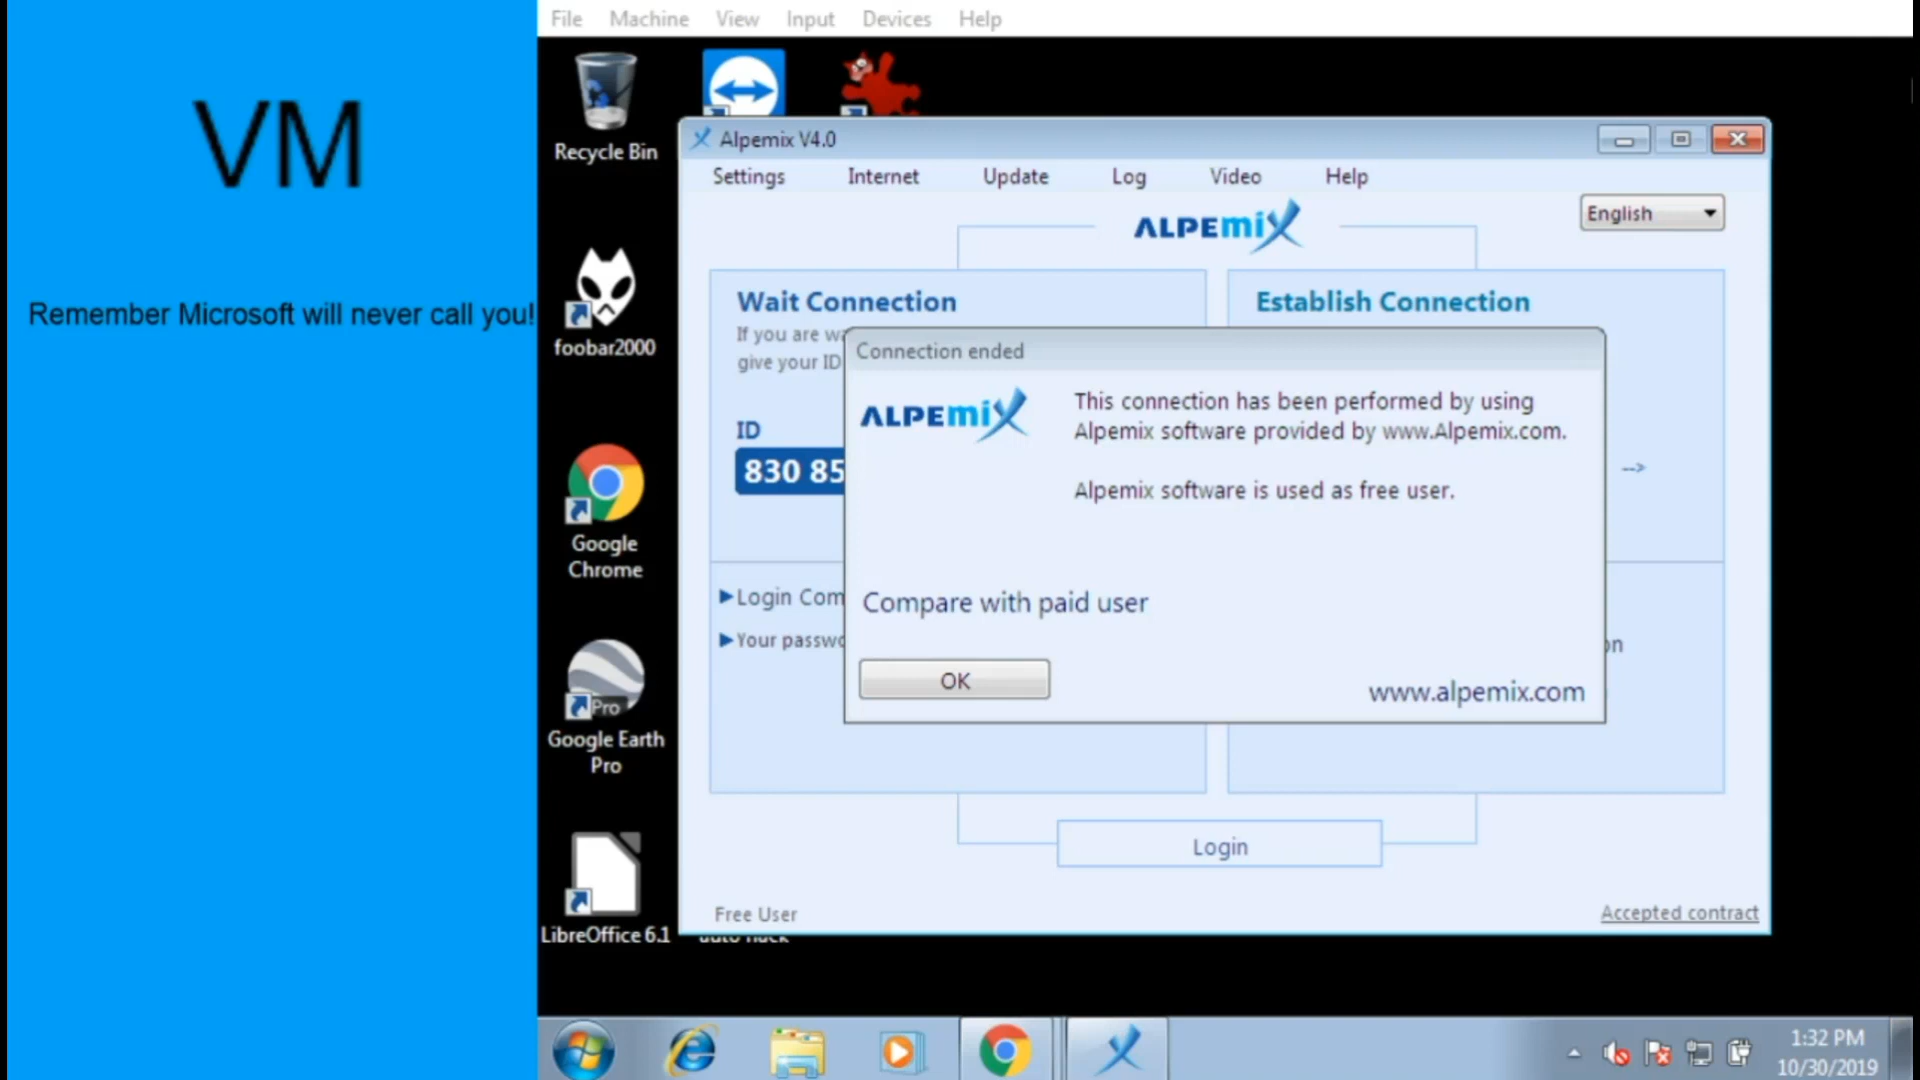 VM
Remember Microsoft will never call you!
File Machine View Input Devices Help
Recycle Bin
foobar2000
Google
Chrome
Pro
Google Earth
Pro
LibreOffice 6.1
Alpemix V4.0
Settings Internet Update Log Video Help
English
ALPEMIX
Wait Connection
If you are wa
give your ID
ID
830 85
Establish Connection
-->
Login Com
Your passwo
on
Connection ended
ALPEMIX
This connection has been performed by using
Alpemix software provided by www.Alpemix.com.
Alpemix software is used as free user.
Compare with paid user
OK
www.alpemix.com
Login
Free User
Accepted contract
1:32 PM
10/30/2019